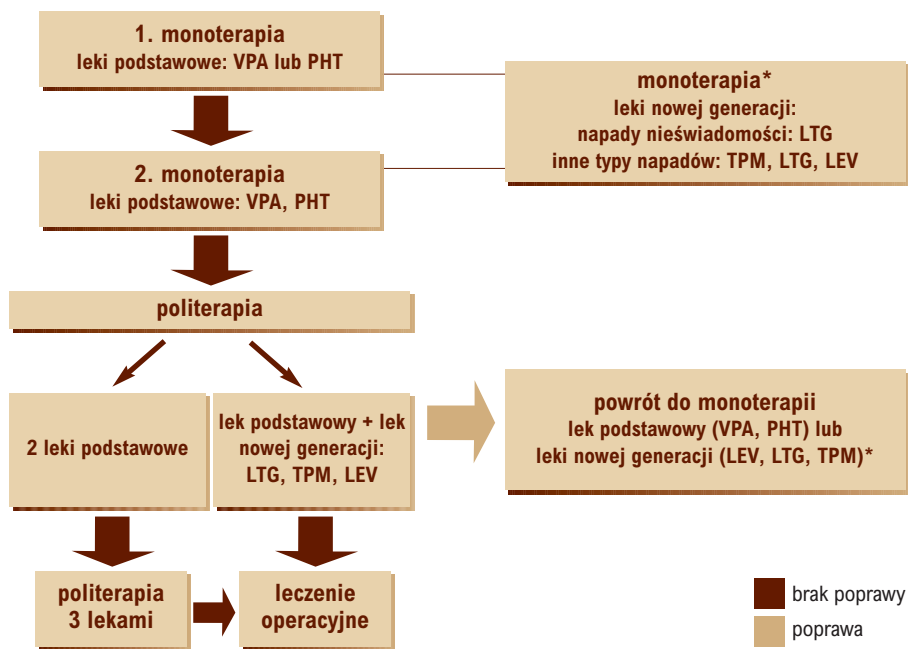 1. monoterapia
leki podstawowe: VPA lub PHT
monoterapia*
leki nowej generacji:
napady nieświadomości: LTG
inne typy napadów: TPM, LTG, LEV
2. monoterapia
leki podstawowe: VPA, PHT
politerapia
2 leki podstawowe
lek podstawowy + lek
nowej generacji:
LTG, TPM, LEV
powrót do monoterapii
lek podstawowy (VPA, PHT) lub
leki nowej generacji (LEV, LTG, TPM)*
politerapia
3 lekami
leczenie
operacyjne
brak poprawy
poprawa